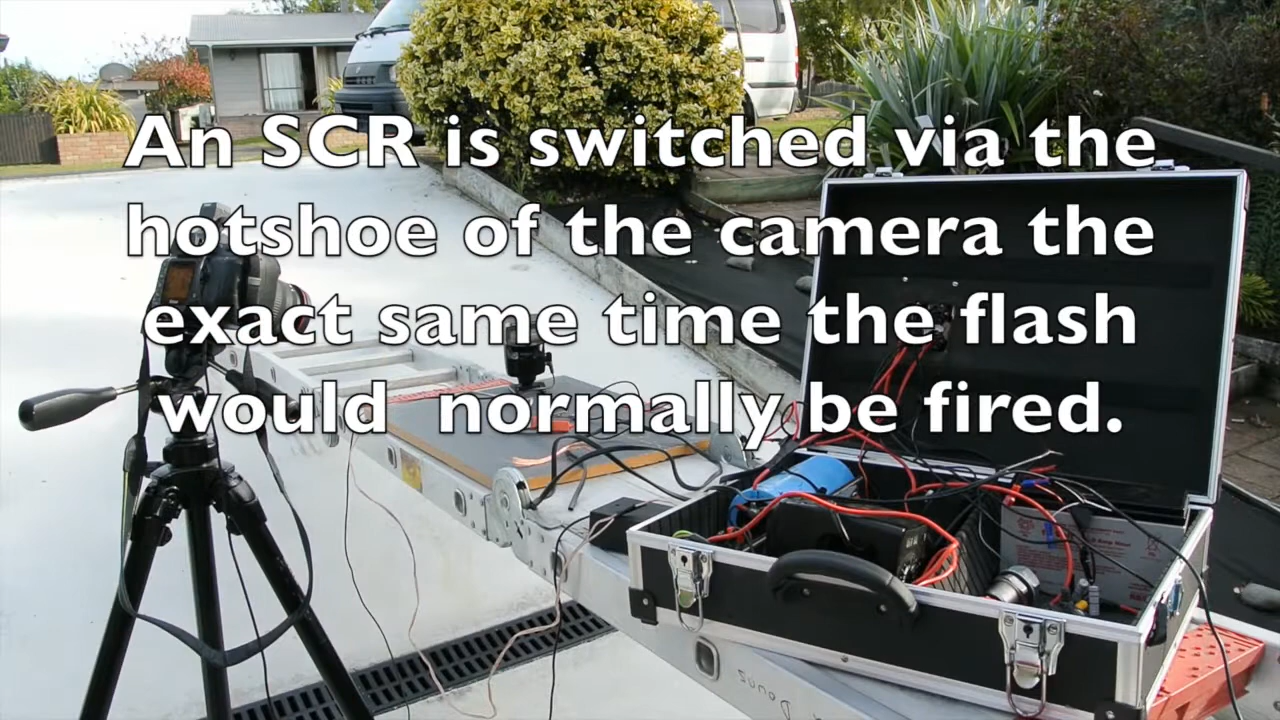 An SCR is switched via the
hotshoe of the camera the
exact same time the flash
would  normally be fired.